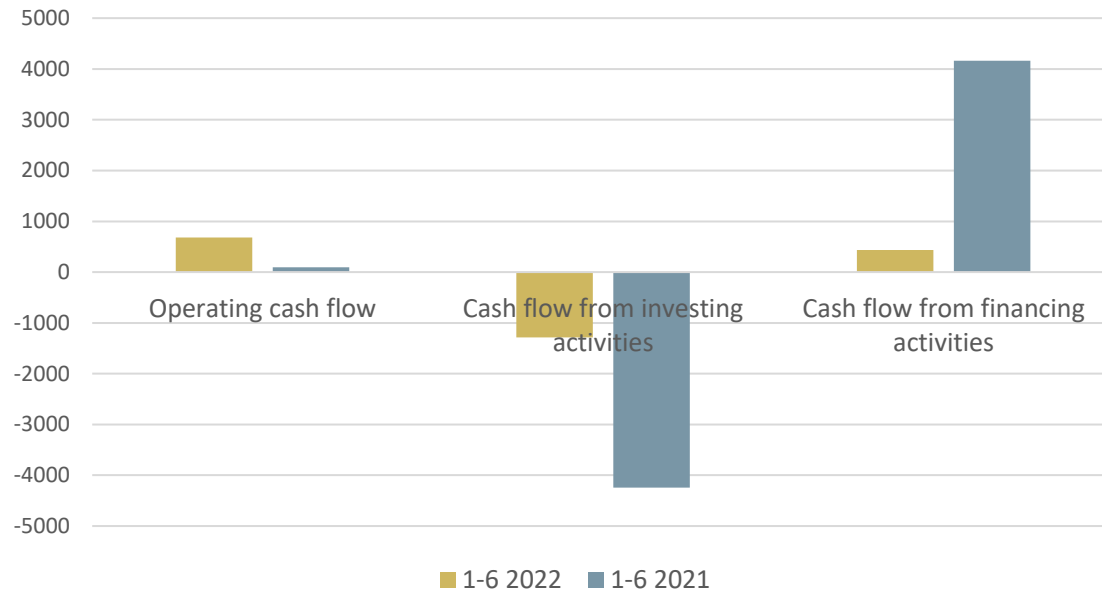 5000
4000
3000
2000
1000
0
-1000
-2000
-3000
-4000
-5000
Operating cash flow
Cash flow from investing
activities
Cash flow from financing
activities
1-6 2022 1-6 2021